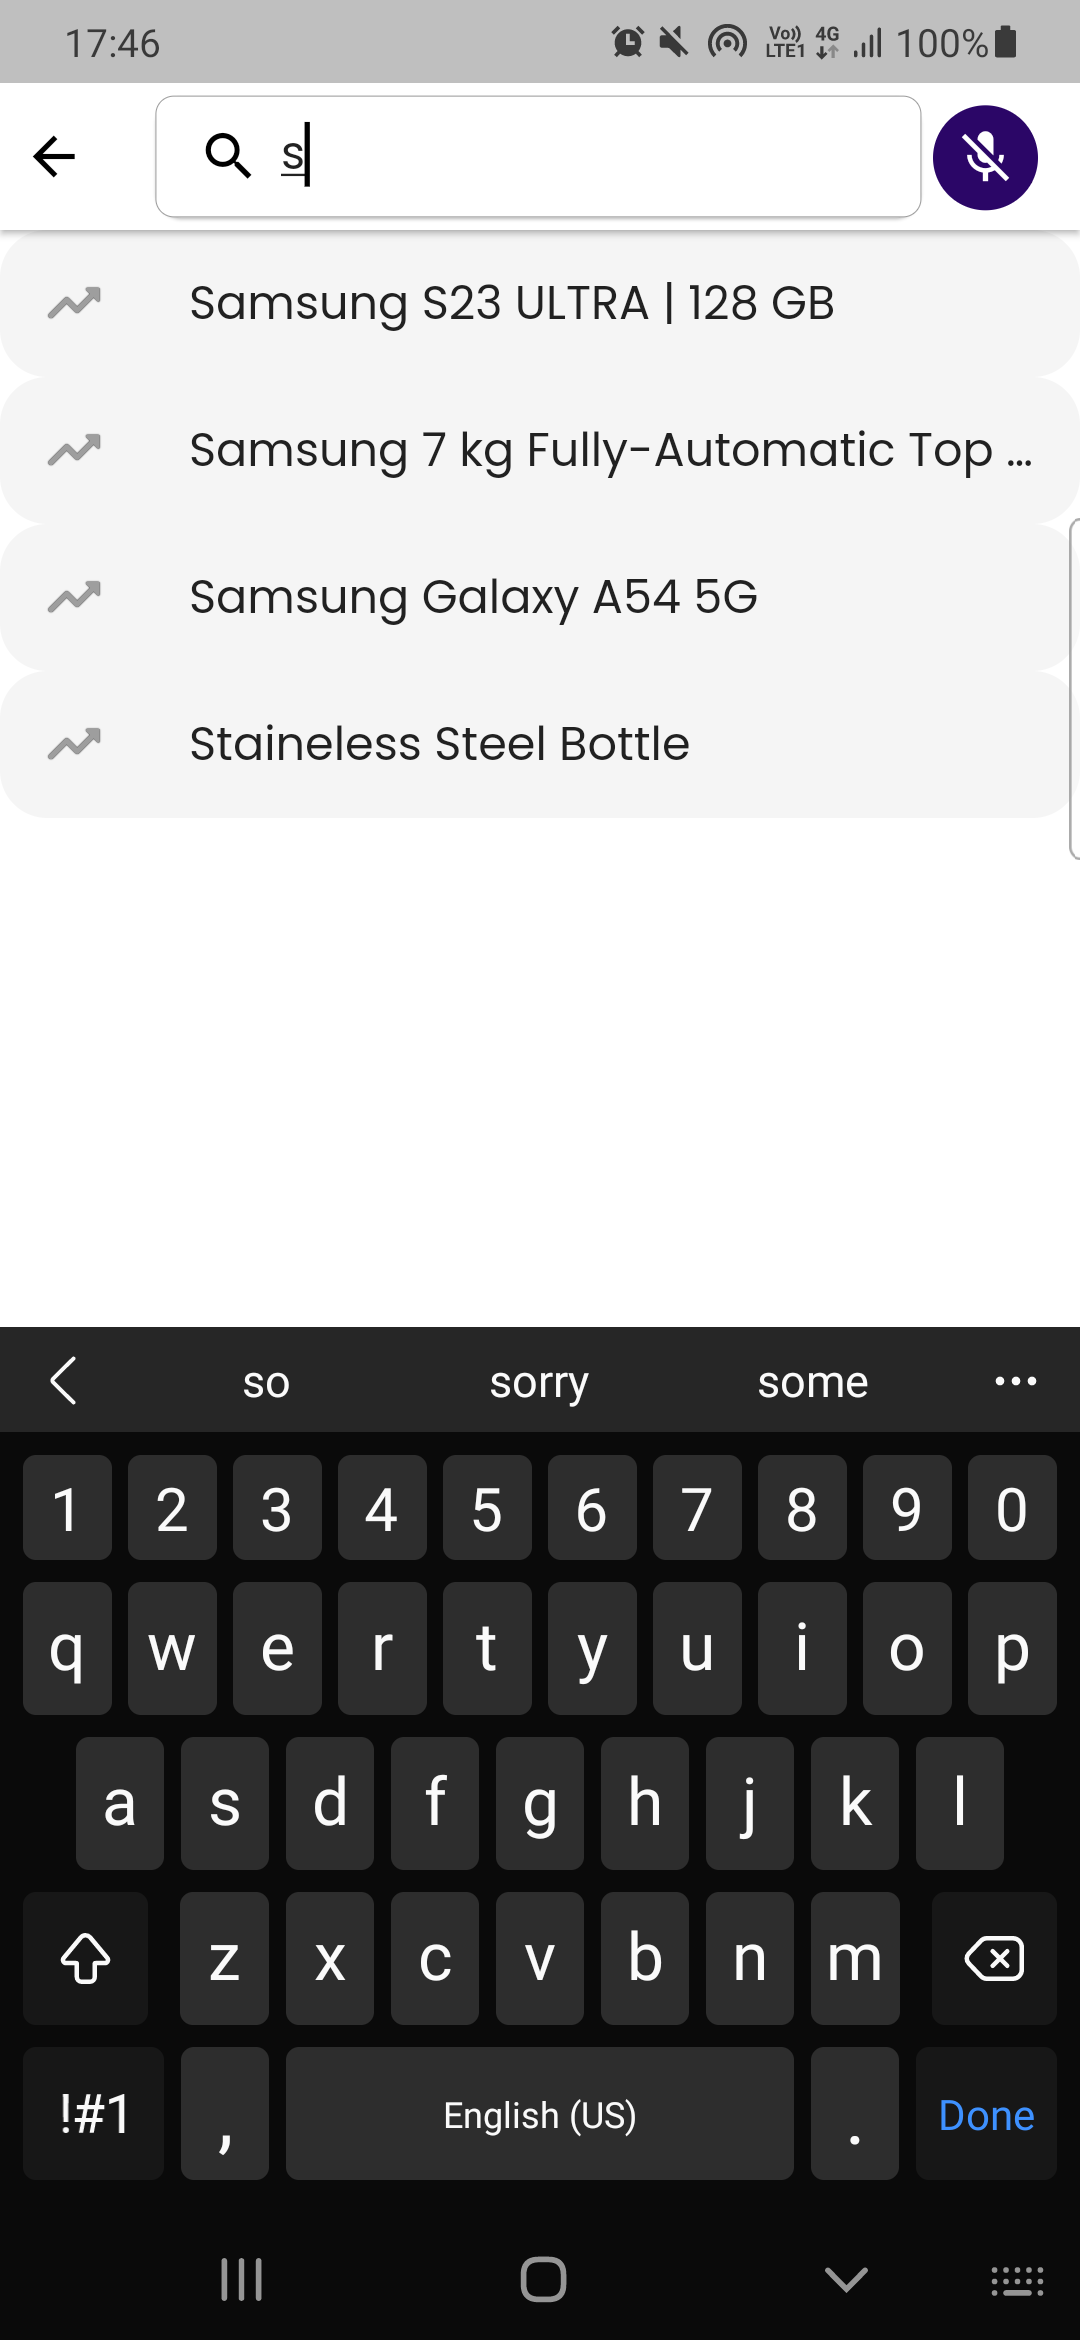 17:46 Vo)) LTE1 4G 100%
s
Samsung S23 ULTRA | 128 GB
Samsung 7 kg Fully-Automatic Top ...
Samsung Galaxy A54 5G
Staineless Steel Bottle
so sorry some ...
1 2 3 4 5 6 7 8 9 0
q w e r t y u i o p
a s d f g h j k l
z x c v b n m
!#1 , English (US) . Done